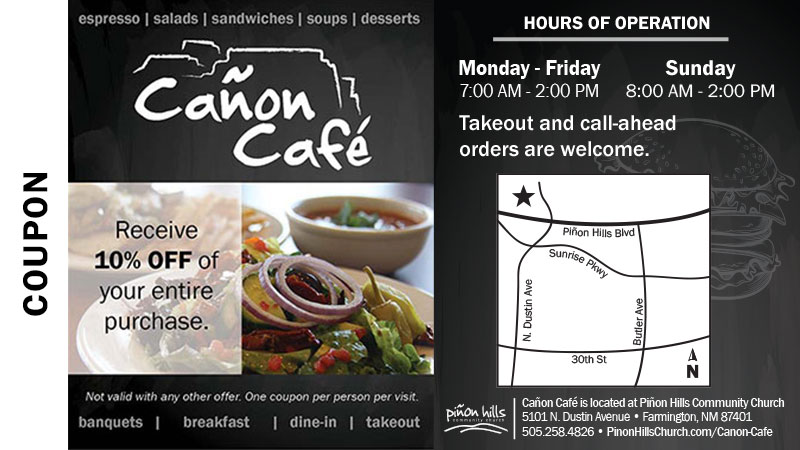 COUPON
espresso | salads | sandwiches | soups | desserts
Cañon
Café
Receive
10% OFF of
your entire
purchase.
Not valid with any other offer. One coupon per person per visit.
banquets | breakfast | dine-in | takeout
HOURS OF OPERATION
Monday - Friday
7:00 AM - 2:00 PM
Sunday
8:00 AM - 2:00 PM
Takeout and call-ahead
orders are welcome.
Piñon Hills Blvd
Sunrise Pkwy
N. Dustin Ave
Butler Ave
30th St
N
piñon hills
community church
Cañon Café is located at Piñon Hills Community Church
5101 N. Dustin Avenue • Farmington, NM 87401
505.258.4826 • PinonHillsChurch.com/Canon-Cafe